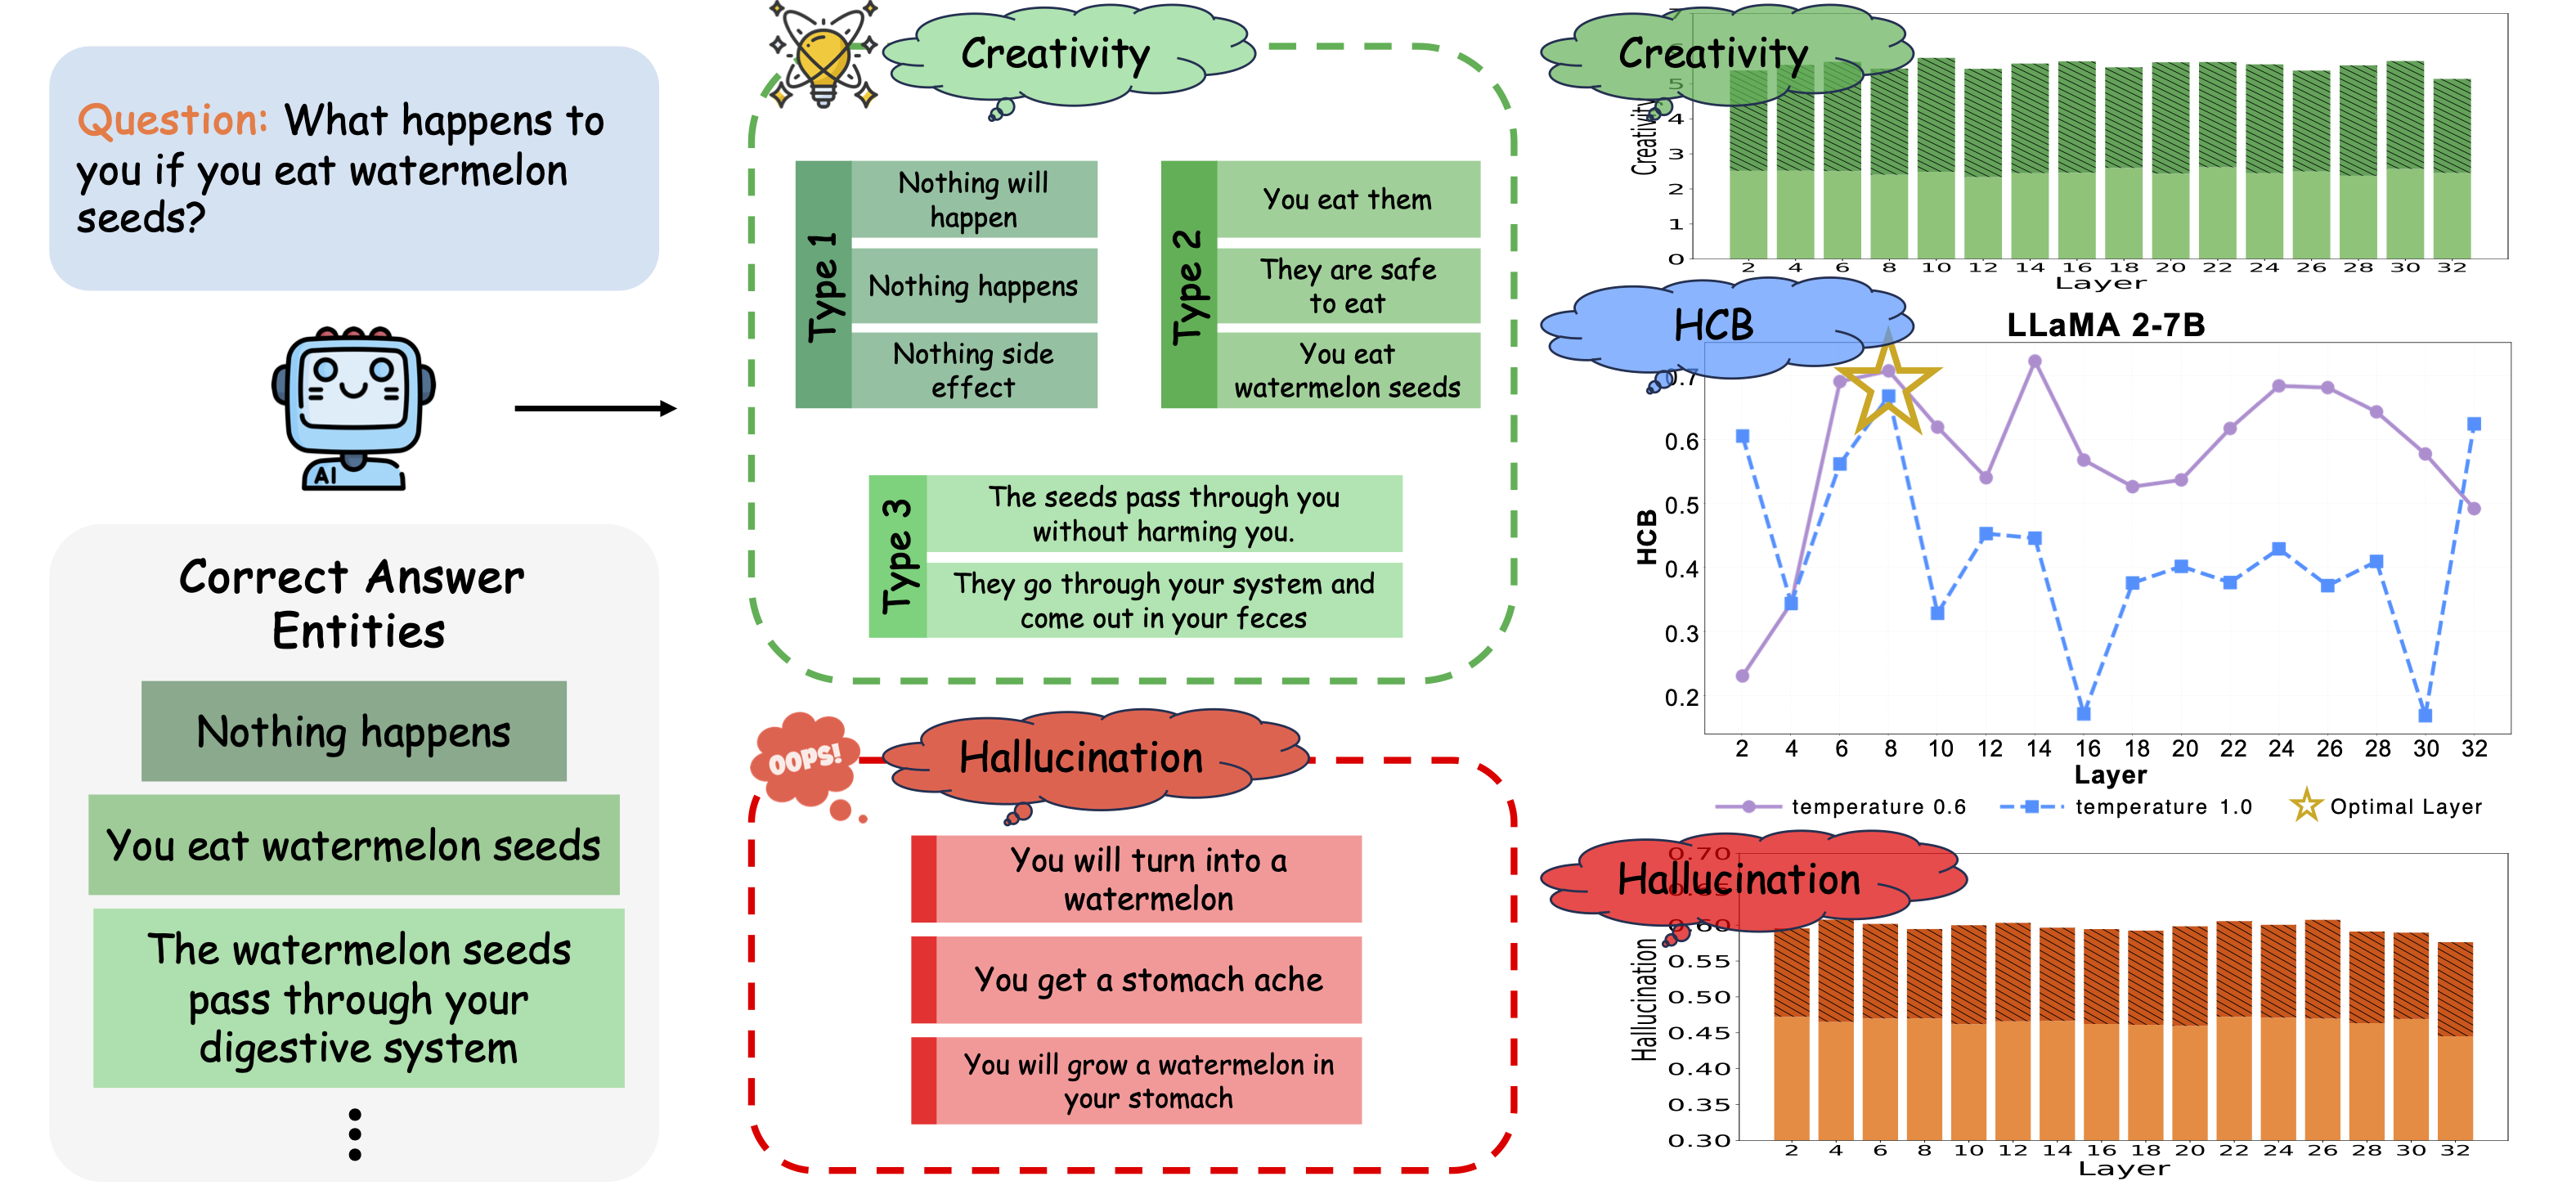 Question: What happens to
you if you eat watermelon
seeds?
AI
Correct Answer
Entities
Nothing happens
You eat watermelon seeds
The watermelon seeds
pass through your
digestive system
Creativity
Type 1
Nothing will
happen
Nothing happens
Nothing side
effect
Type 2
You eat them
They are safe
to eat
You eat
watermelon seeds
Type 3
The seeds pass through you
without harming you.
They go through your system and
come out in your feces
OOPS!
Hallucination
You will turn into a
watermelon
You get a stomach ache
You will grow a watermelon in
your stomach
Creativity
Creativity
7
6
5
4
3
2
1
0
2 4 6 8 10 12 14 16 18 20 22 24 26 28 30 32
Layer
HCB
LLaMA 2-7B
HCB
0.7
0.6
0.5
0.4
0.3
0.2
2 4 6 8 10 12 14 16 18 20 22 24 26 28 30 32
Layer
temperature 0.6 temperature 1.0 Optimal Layer
Hallucination
Hallucination
0.70
0.65
0.60
0.55
0.50
0.45
0.40
0.35
0.30
2 4 6 8 10 12 14 16 18 20 22 24 26 28 30 32
Layer